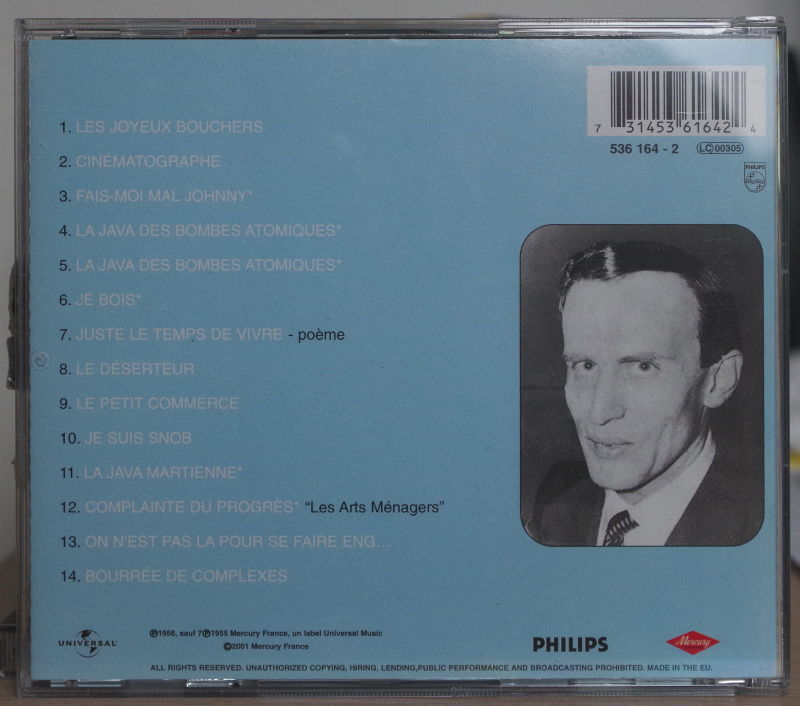 1. LES JOYEUX BOUCHERS
2. CINÉMATOGRAPHE
3. FAIS-MOI MAL JOHNNY*
4. LA JAVA DES BOMBES ATOMIQUES*
5. LA JAVA DES BOMBES ATOMIQUES*
6. JE BOIS*
7. JUSTE LE TEMPS DE VIVRE - poème
8. LE DÉSERTEUR
9. LE PETIT COMMERCE
10. JE SUIS SNOB
11. LA JAVA MARTIENNE*
12. COMPLAINTE DU PROGRÈS* “Les Arts Ménagers”
13. ON N'EST PAS LA POUR SE FAIRE ENG...
14. BOURRÉE DE COMPLEXES
7 31453 61642 4
536 164 - 2 LC 00305
PHILIPS
UNIVERSAL
℗1956, sauf 7℗1955 Mercury France, un label Universal Music
©2001 Mercury France
PHILIPS
Mercury
ALL RIGHTS RESERVED. UNAUTHORIZED COPYING, HIRING, LENDING,PUBLIC PERFORMANCE AND BROADCASTING PROHIBITED. MADE IN THE EU.